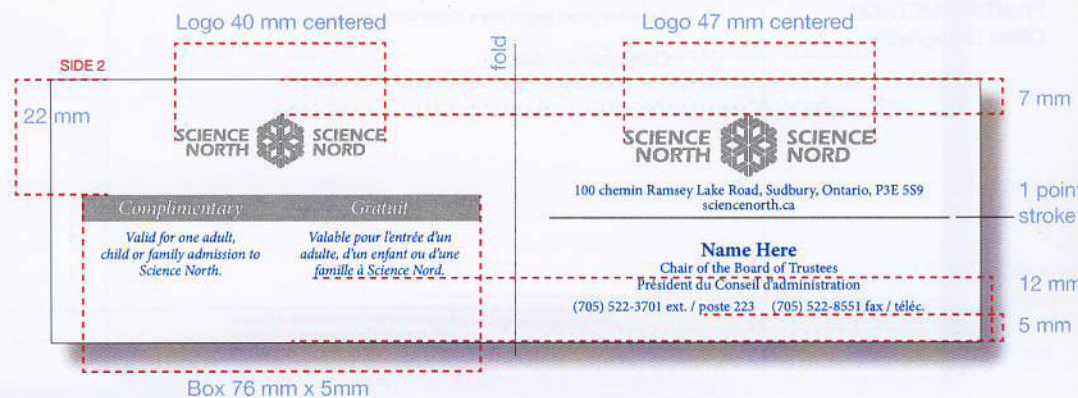 Logo 40 mm centered
Logo 47 mm centered
SIDE 2
fold
7 mm
22 mm
SCIENCE NORTH
SCIENCE NORD
SCIENCE NORTH
SCIENCE NORD
100 chemin Ramsey Lake Road, Sudbury, Ontario, P3E 5S9
sciencenorth.ca
1 point
stroke
Complimentary
Gratuit
Valid for one adult,
child or family admission to
Science North.
Valable pour l'entrée d'un
adulte, d'un enfant ou d'une
famille à Science Nord.
Name Here
Chair of the Board of Trustees
Président du Conseil d'administration
(705) 522-3701 ext. / poste 223 (705) 522-8551 fax / téléc.
12 mm
5 mm
Box 76 mm x 5mm